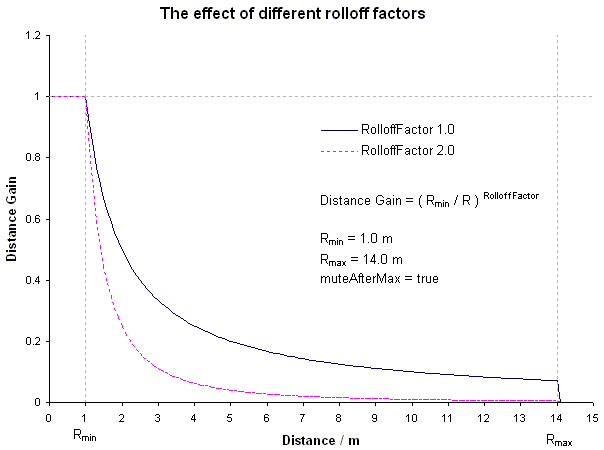 The effect of different rolloff factors
1.2
1
0.8
0.6
0.4
0.2
0
Distance Gain
RolloffFactor 1.0
RolloffFactor 2.0
Distance Gain = ( Rmin / R ) RolloffFactor
Rmin = 1.0 m
Rmax = 14.0 m
muteAfterMax = true
0 1 2 3 4 5 6 7 8 9 10 11 12 13 14 15
Rmin Rmax
Distance / m